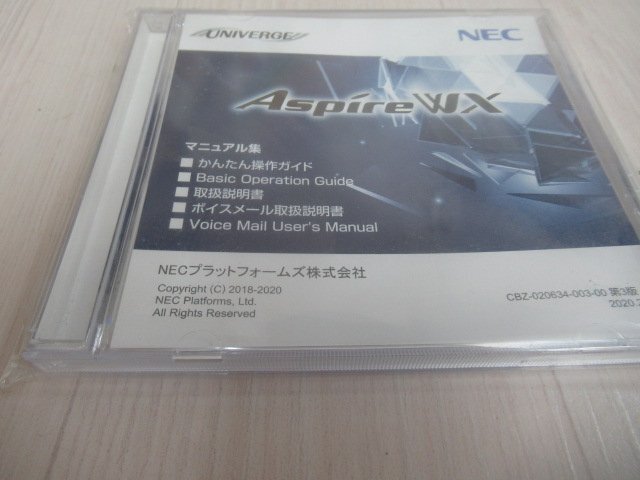 UNIVERGE NEC
AspireWX
マニュアル集
■ かんたん操作ガイド
■ Basic Operation Guide
■ 取扱説明書
■ ボイスメール取扱説明書
■ Voice Mail User's Manual
NECプラットフォームズ株式会社
Copyright (C) 2018-2020
NEC Platforms, Ltd.
All Rights Reserved
CBZ-020634-003-00 第3版
2020.